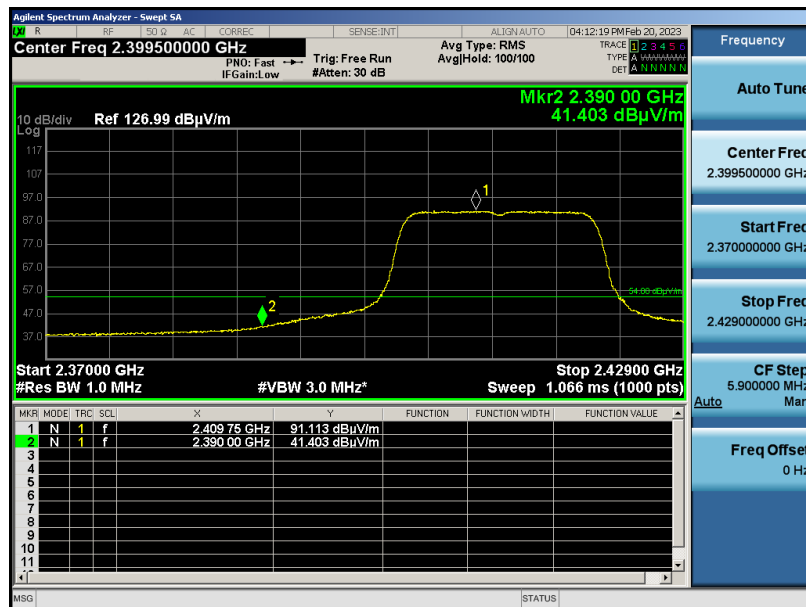 Agilent Spectrum Analyzer - Swept SA
LXI R RF 50 Ω AC CORREC SENSE:INT ALIGN AUTO 04:12:19 PM Feb 20, 2023
Center Freq 2.399500000 GHz
PNO: Fast
IFGain:Low
Trig: Free Run
#Atten: 30 dB
Avg Type: RMS
Avg|Hold: 100/100
TRACE 1 2 3 4 5 6
TYPE A WWWWW
DET A N N N N N
Mkr2 2.390 00 GHz
41.403 dBµV/m
10 dB/div Ref 126.99 dBµV/m
Log
117
107
97.0
87.0
77.0
67.0
57.0
47.0
37.0
1
2
54.00 dBµV/m
Start 2.37000 GHz Stop 2.42900 GHz
#Res BW 1.0 MHz #VBW 3.0 MHz* Sweep 1.066 ms (1000 pts)
MKR MODE TRC SCL X Y FUNCTION FUNCTION WIDTH FUNCTION VALUE
1 N 1 f 2.409 75 GHz 91.113 dBµV/m
2 N 1 f 2.390 00 GHz 41.403 dBµV/m
3
4
5
6
7
8
9
10
11
MSG STATUS
Frequency
Auto Tune
Center Freq
2.399500000 GHz
Start Freq
2.370000000 GHz
Stop Freq
2.429000000 GHz
CF Step
5.900000 MHz
Auto Man
Freq Offset
0 Hz